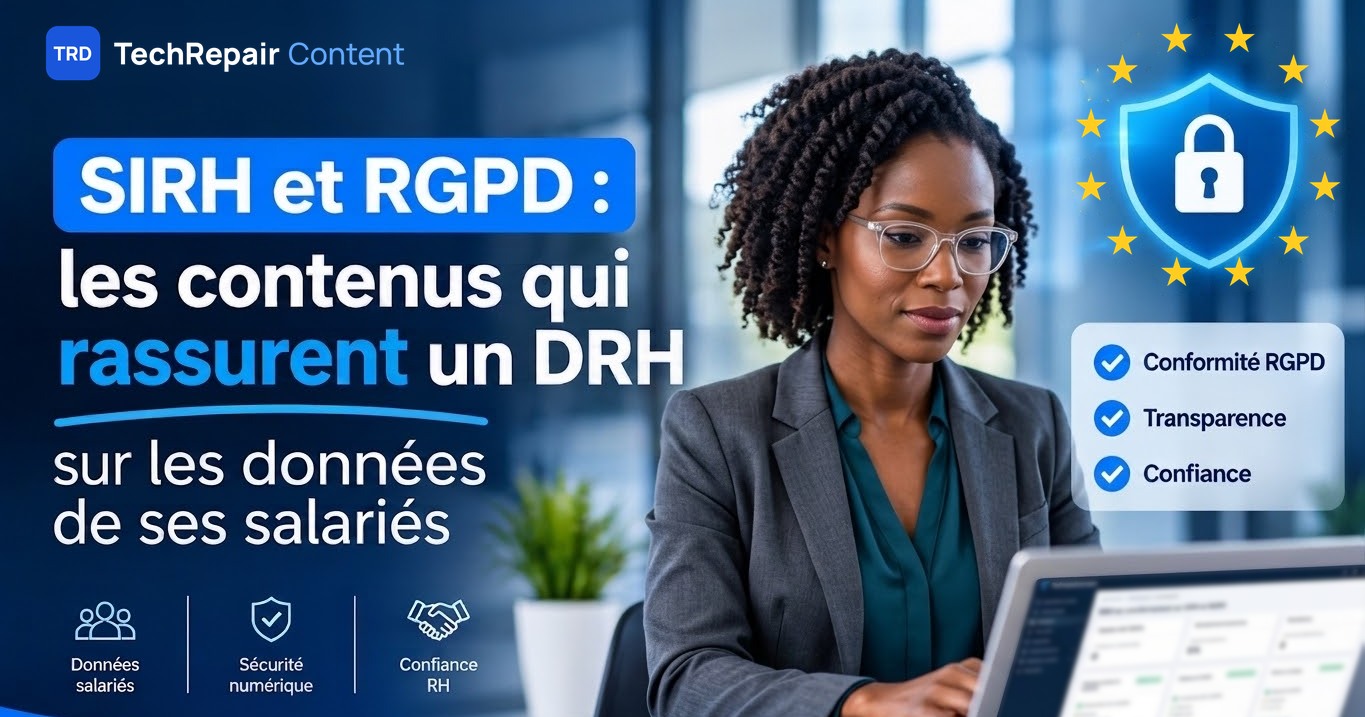 TRD TechRepair Content
SIRH et RGPD :
les contenus qui
rassurent un DRH
sur les données
de ses salariés
Données
salariés
Sécurité
numérique
Confiance
RH
Conformité RGPD
Transparence
Confiance